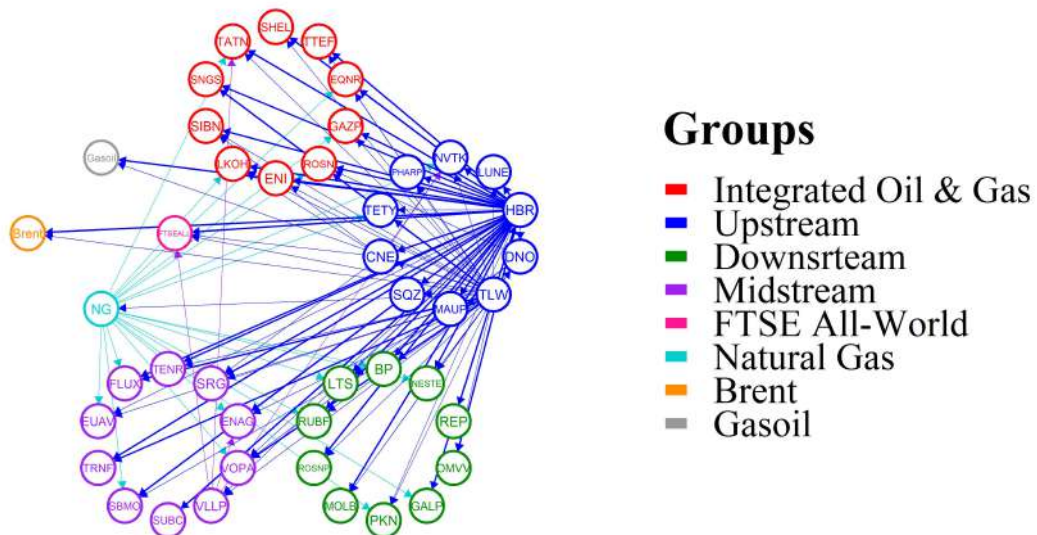 SHEL
TATN
TTEF
SNGS
EQNR
SIBN
GAZP
Gasoil
LKOH
ENI
ROSN
PHARP
NVTK
LUNE
TETY
HBR
Brent
FTSEALL
CNE
DNO
NG
SQZ
MAUP
TLW
FLUX
TENR
SRG
LTS
BP
NESTE
EUAV
ENAG
RUBF
REP
TRNF
VOPA
ROSNP
OMVV
SBMO
SUBC
VLLP
MOLB
PKN
GALP
Groups
Integrated Oil & Gas
Upstream
Downsrteam
Midstream
FTSE All-World
Natural Gas
Brent
Gasoil